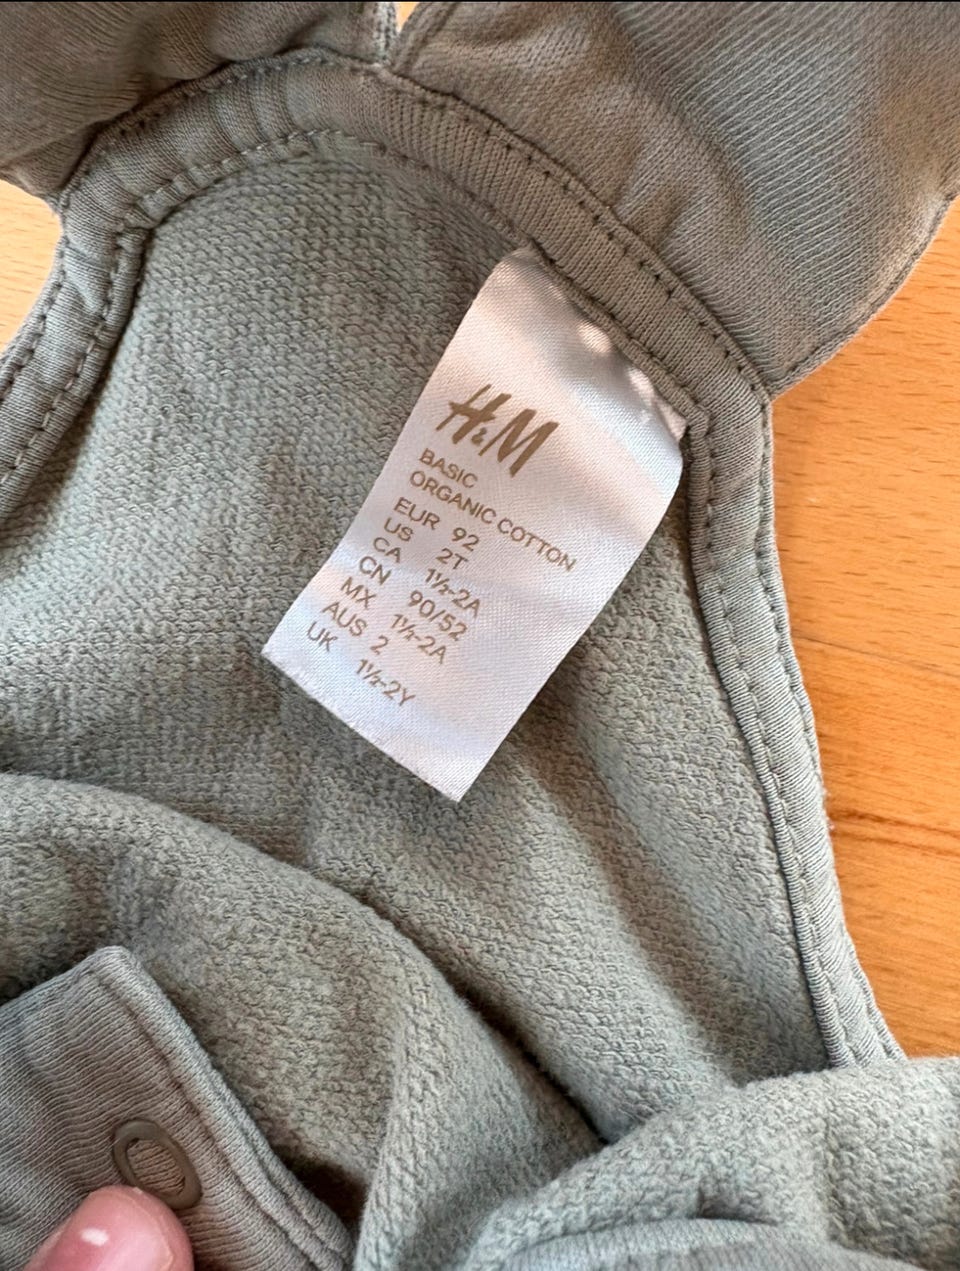 H&M
BASIC
ORGANIC COTTON
EUR 92
US 2T
CA 1½-2A
CN 90/52
MX 1½-2A
AUS 2
UK 1½-2Y